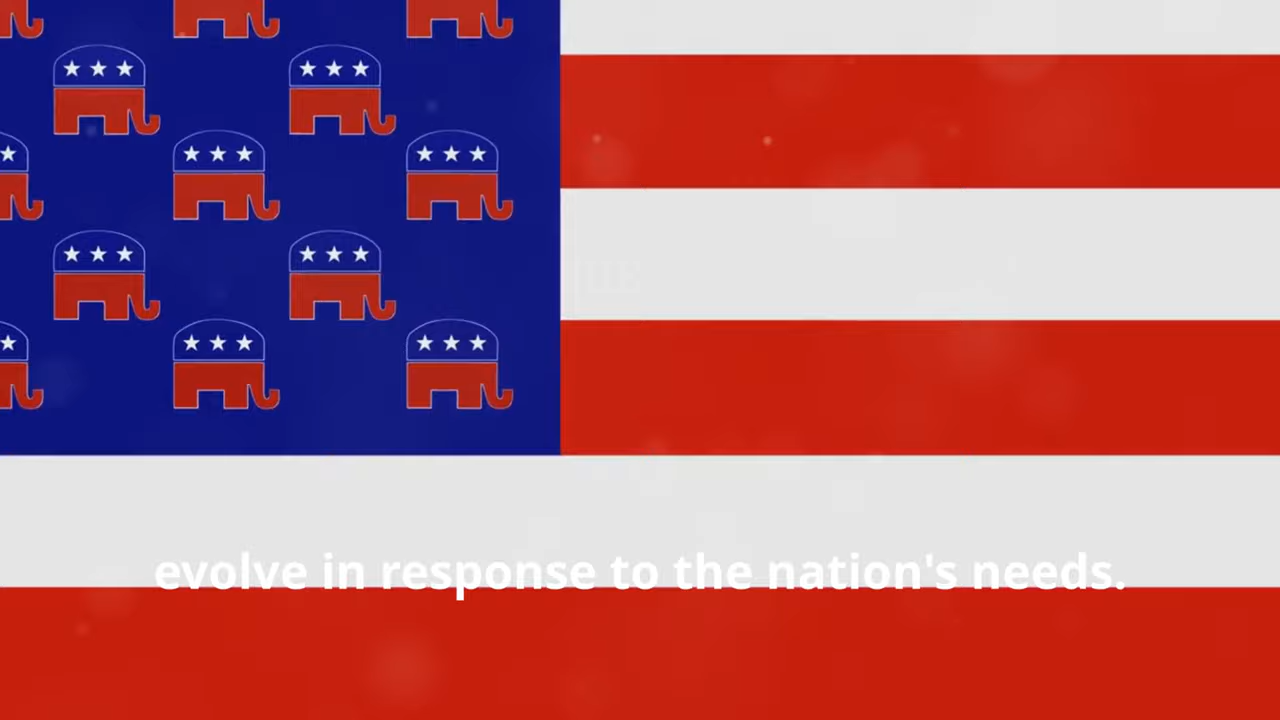 evolve in response to the nation's needs.